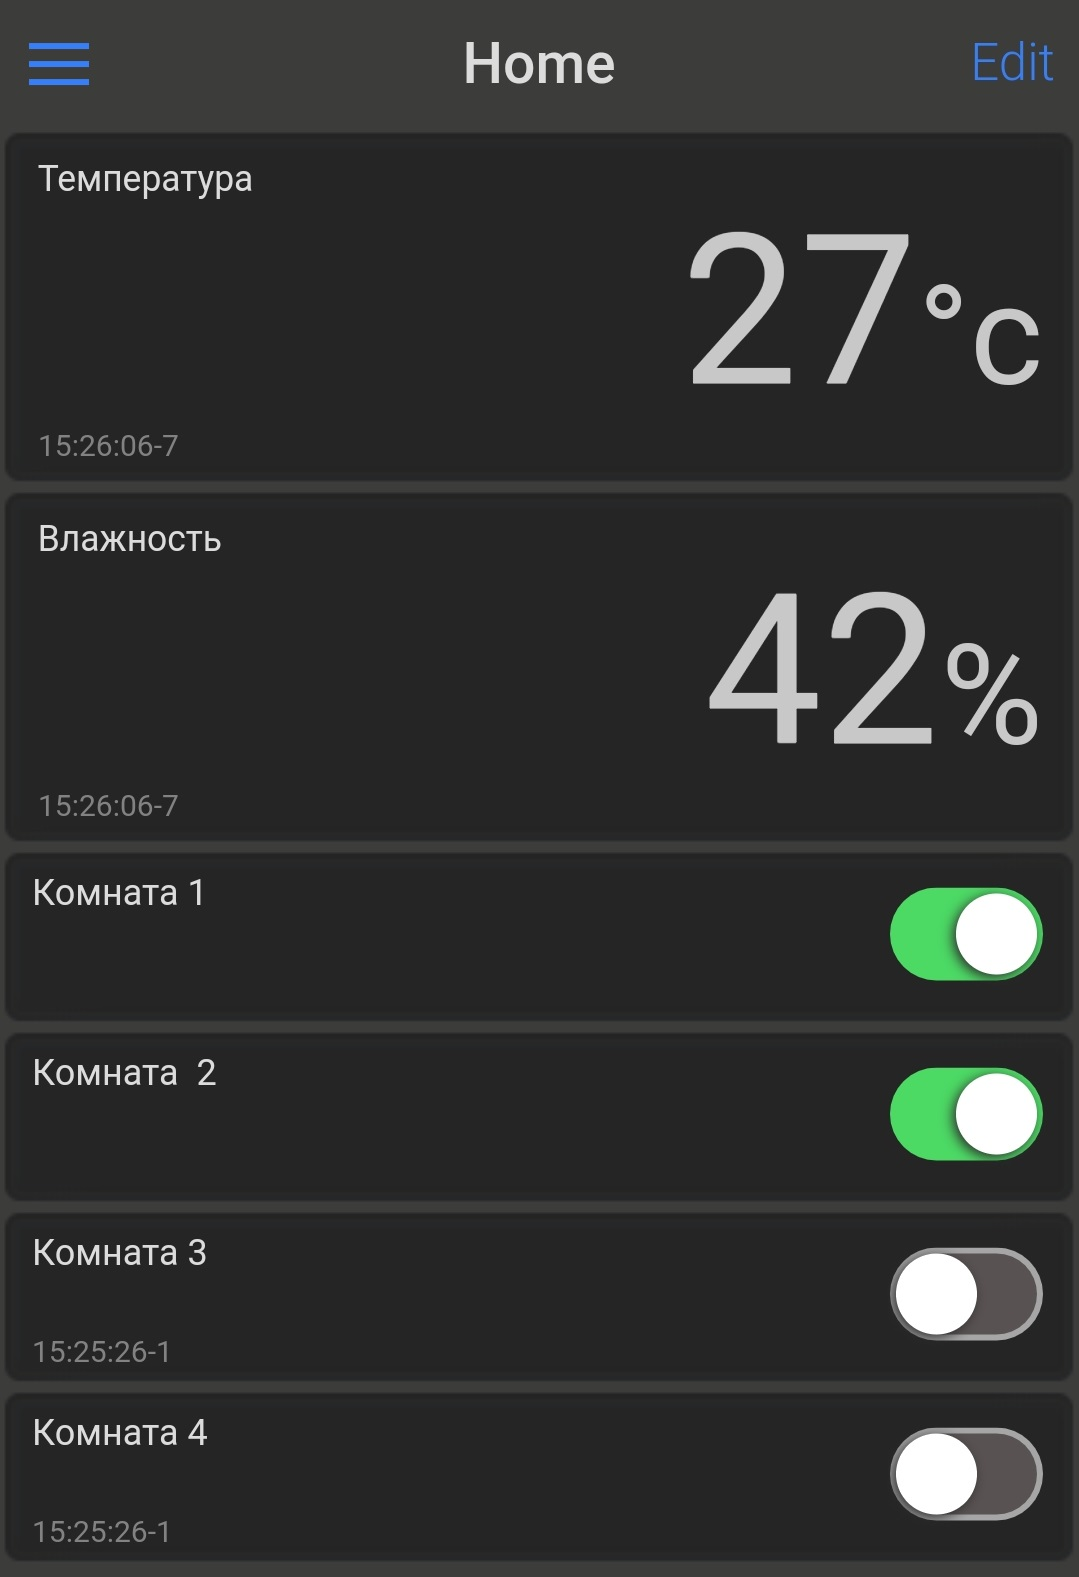 Home
Edit
Температура
27°c
15:26:06-7
Влажность
42%
15:26:06-7
Комната 1
Комната  2
Комната 3
15:25:26-1
Комната 4
15:25:26-1